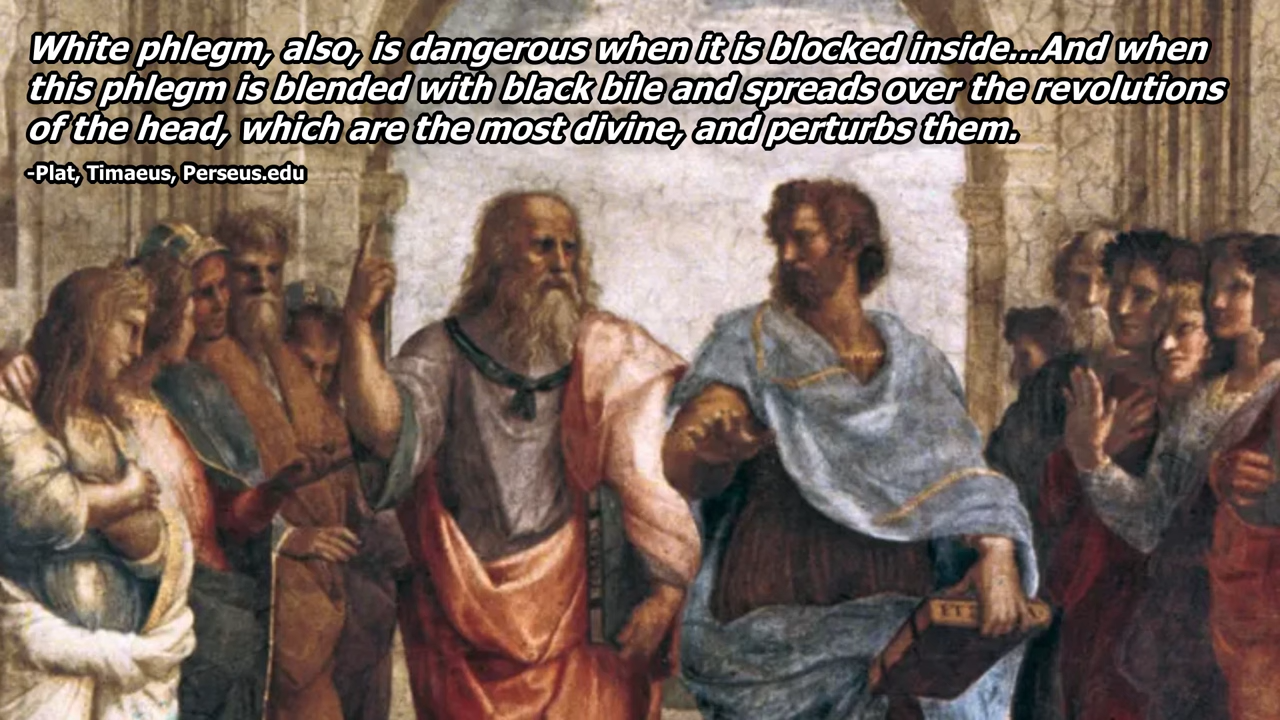 White phlegm, also, is dangerous when it is blocked inside...And when
this phlegm is blended with black bile and spreads over the revolutions
of the head, which are the most divine, and perturbs them.
-Plat, Timaeus, Perseus.edu